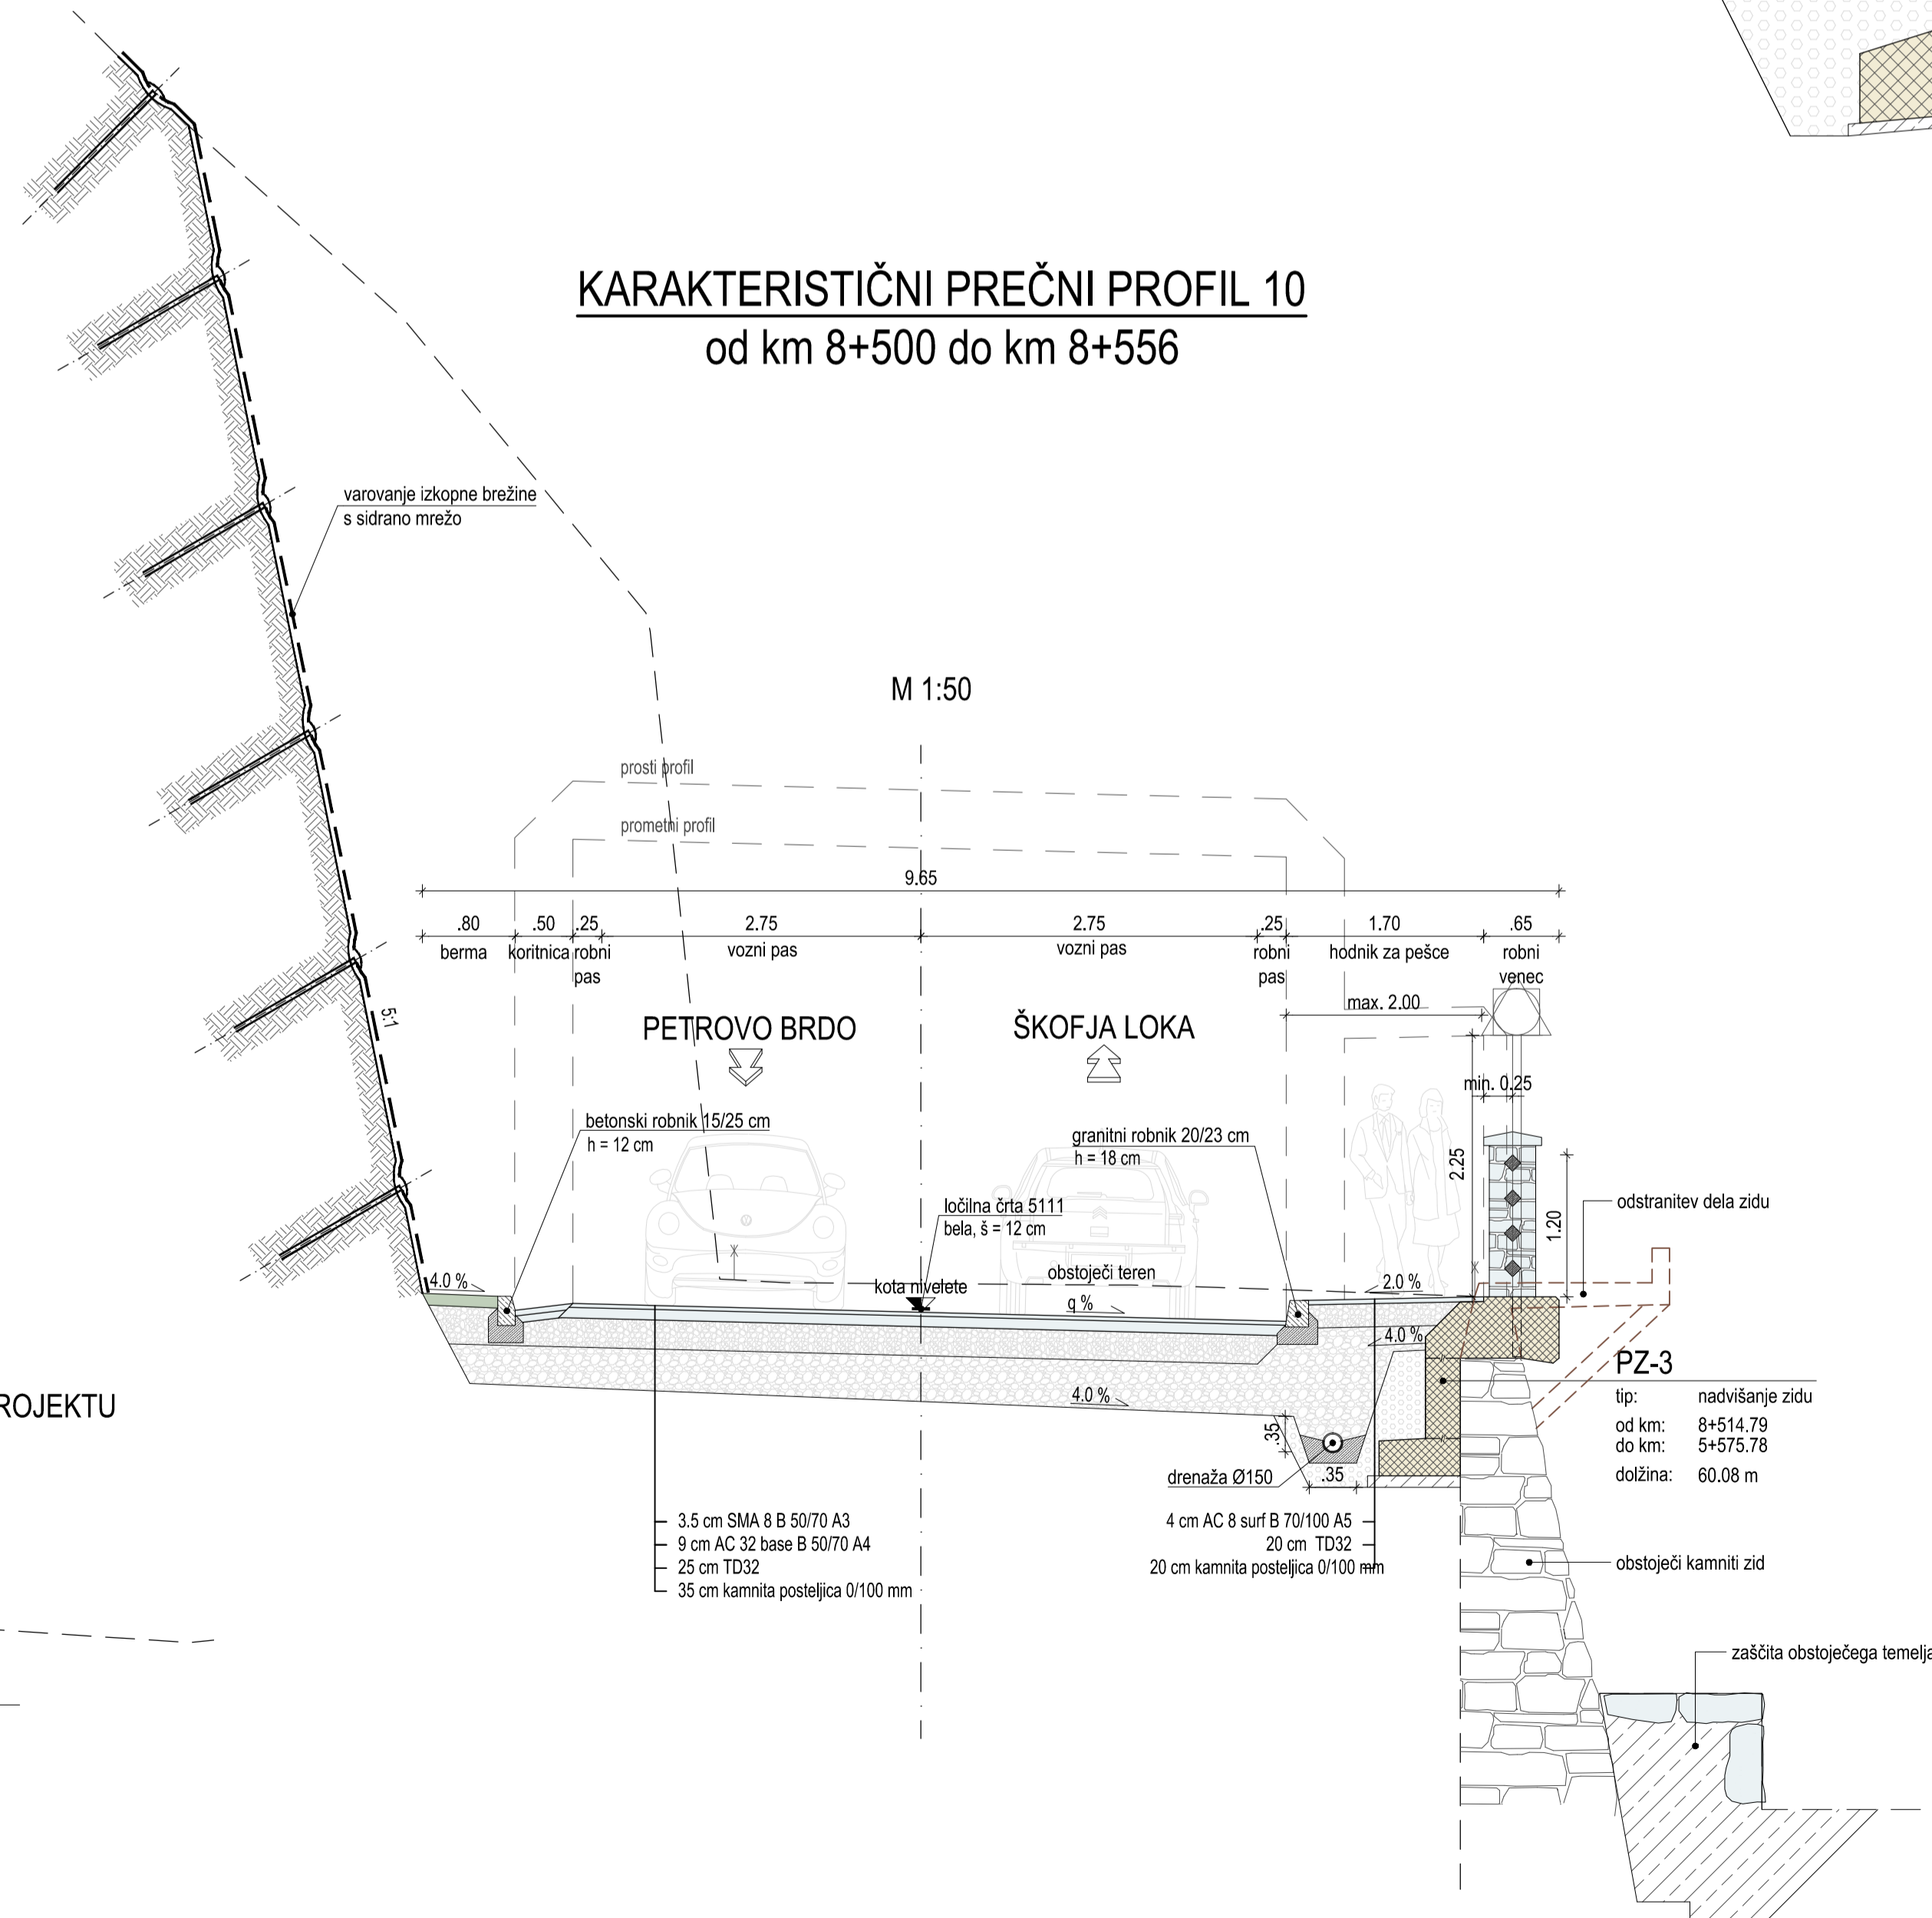 KARAKTERISTIČNI PREČNI PROFIL 10
od km 8+500 do km 8+556
varovanje izkopne brežine
s sidrano mrežo
M 1:50
prosti profil
prometni profil
9.65
.80 .50 .25 2.75 2.75 .25 1.70 .65
berma koritnica robni pas vozni pas vozni pas robni pas hodnik za pešce robni venec
max. 2.00
5:1
PETROVO BRDO
ŠKOFJA LOKA
min. 0.25
betonski robnik 15/25 cm
h = 12 cm
granitni robnik 20/23 cm
h = 18 cm
2.25
1.20
ločilna črta 5111
bela, š = 12 cm
odstranitev dela zidu
4.0 %
kota nivelete
obstoječi teren
2.0 %
q %
4.0 %
PZ-3
tip: nadvišanje zidu
od km: 8+514.79
do km: 5+575.78
dolžina: 60.08 m
4.0 %
ROJEKTU
.35
drenaža Ø150
.35
3.5 cm SMA 8 B 50/70 A3
9 cm AC 32 base B 50/70 A4
25 cm TD32
35 cm kamnita posteljica 0/100 mm
4 cm AC 8 surf B 70/100 A5
20 cm TD32
20 cm kamnita posteljica 0/100 mm
obstoječi kamniti zid
zaščita obstoječega temelja